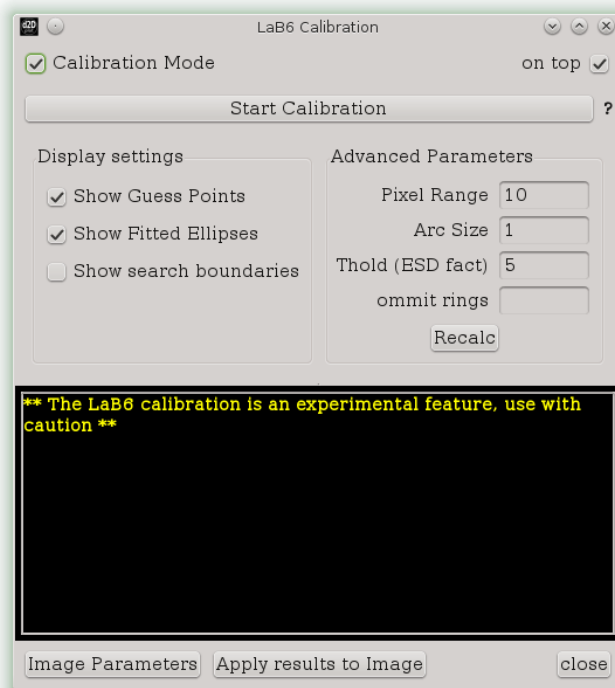 d2D
LaB6 Calibration
Calibration Mode
on top
Start Calibration
?
Display settings
Show Guess Points
Show Fitted Ellipses
Show search boundaries
Advanced Parameters
Pixel Range 10
Arc Size 1
Thold (ESD fact) 5
ommit rings
Recalc
** The LaB6 calibration is an experimental feature, use with
caution **
Image Parameters
Apply results to Image
close